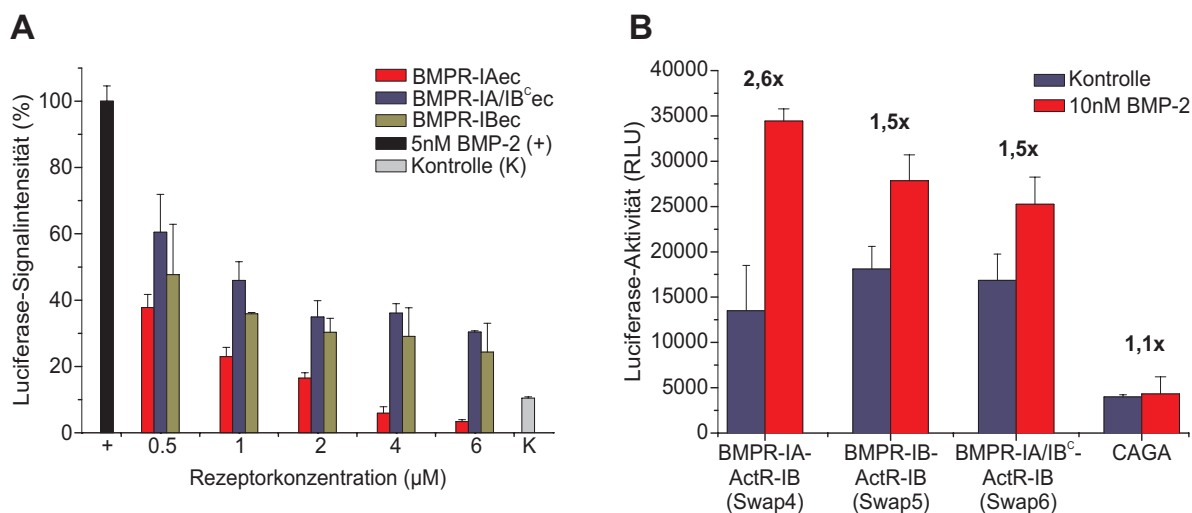 A
Luciferase-Signalintensität (%)
100
80
60
40
20
0
BMPR-IAec
BMPR-IA/IBᶜec
BMPR-IBec
5nM BMP-2 (+)
Kontrolle (K)
+ 0.5 1 2 4 6 K
Rezeptorkonzentration (µM)
B
Luciferase-Aktivität (RLU)
40000
35000
30000
25000
20000
15000
10000
5000
0
Kontrolle
10nM BMP-2
2,6x
1,5x
1,5x
1,1x
BMPR-IA-
ActR-IB
(Swap4)
BMPR-IB-
ActR-IB
(Swap5)
BMPR-IA/IBᶜ-
ActR-IB
(Swap6)
CAGA